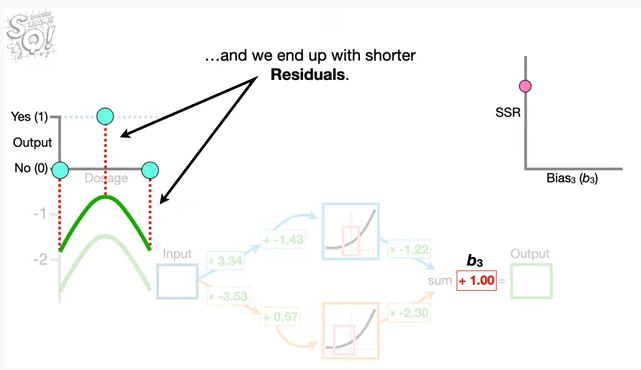 SQ!
...and we end up with shorter
Residuals.
Yes (1)
Output
No (0)
Dosage
-1
-2
SSR
Bias₃ (b₃)
Input
x 3.34
+ -1.43
x -1.22
x -3.53
+ 0.57
x -2.30
b₃
sum + 1.00 =
Output